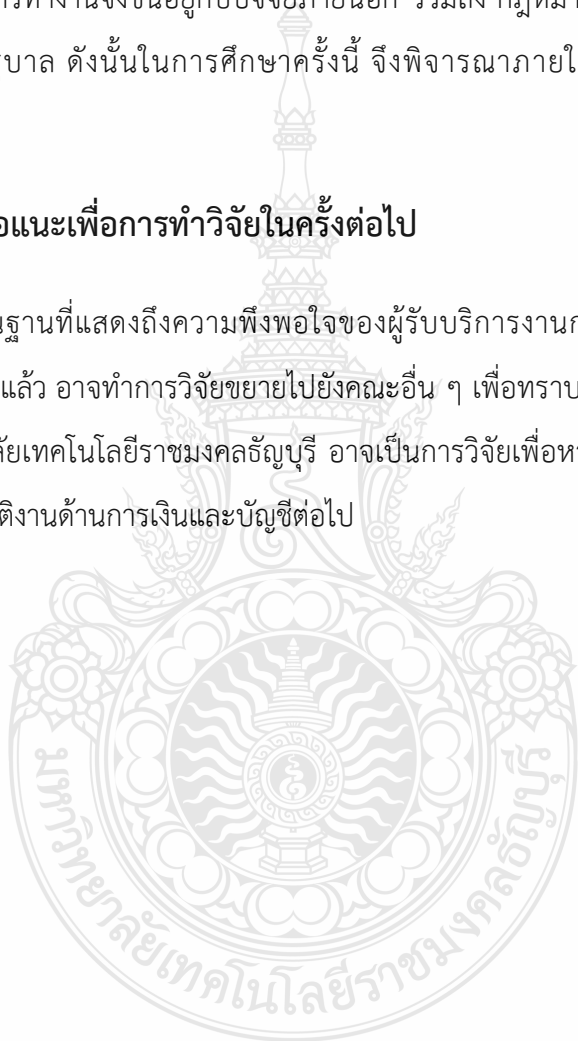 ารทำงานจึงขึ้นอยู่กับปัจจัยภายนอก รวมถึง กฎหมา
บาล ดังนั้นในการศึกษาครั้งนี้ จึงพิจารณาภายใ
อแนะเพื่อการทำวิจัยในครั้งต่อไป
นฐานที่แสดงถึงความพึงพอใจของผู้รับบริการงานก
แล้ว อาจทำการวิจัยขยายไปยังคณะอื่น ๆ เพื่อทราบ
ลัยเทคโนโลยีราชมงคลธัญบุรี อาจเป็นการวิจัยเพื่อหา
ติงานด้านการเงินและบัญชีต่อไป
มหาวิทยาลัยเทคโนโลยีราชมงคลธัญบุรี